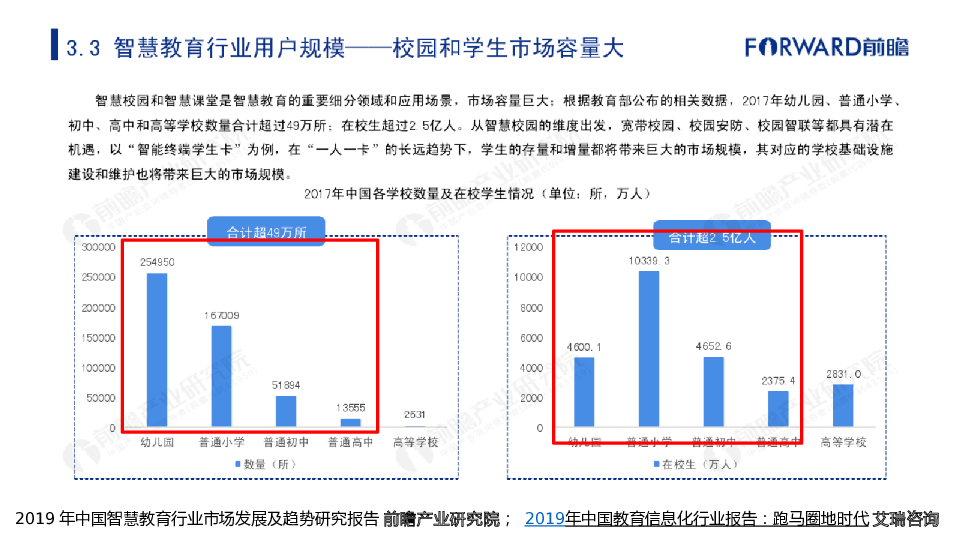 3.3 智慧教育行业用户规模——校园和学生市场容量大
FORWARD前瞻
智慧校园和智慧课堂是智慧教育的重要细分领域和应用场景，市场容量巨大；根据教育部公布的相关数据，2017年幼儿园、普通小学、
初中、高中和高等学校数量合计超过49万所；在校生超过2.5亿人。从智慧校园的维度出发，宽带校园、校园安防、校园智联等都具有潜在
机遇，以“智能终端学生卡”为例，在“一人一卡”的长远趋势下，学生的存量和增量都将带来巨大的市场规模，其对应的学校基础设施
建设和维护也将带来巨大的市场规模。
2017年中国各学校数量及在校学生情况（单位：所，万人）
合计超49万所
300000
250000
200000
150000
100000
50000
0
254950
167009
51894
13555
2631
幼儿园 普通小学 普通初中 普通高中 高等学校
数量（所）
合计超2.5亿人
12000
10000
8000
6000
4000
2000
0
4600.1
10339.3
4652.6
2375.4
2831.0
幼儿园 普通小学 普通初中 普通高中 高等学校
在校生（万人）
前瞻产业研究院
2019 年中国智慧教育行业市场发展及趋势研究报告 前瞻产业研究院； 2019年中国教育信息化行业报告：跑马圈地时代 艾瑞咨询